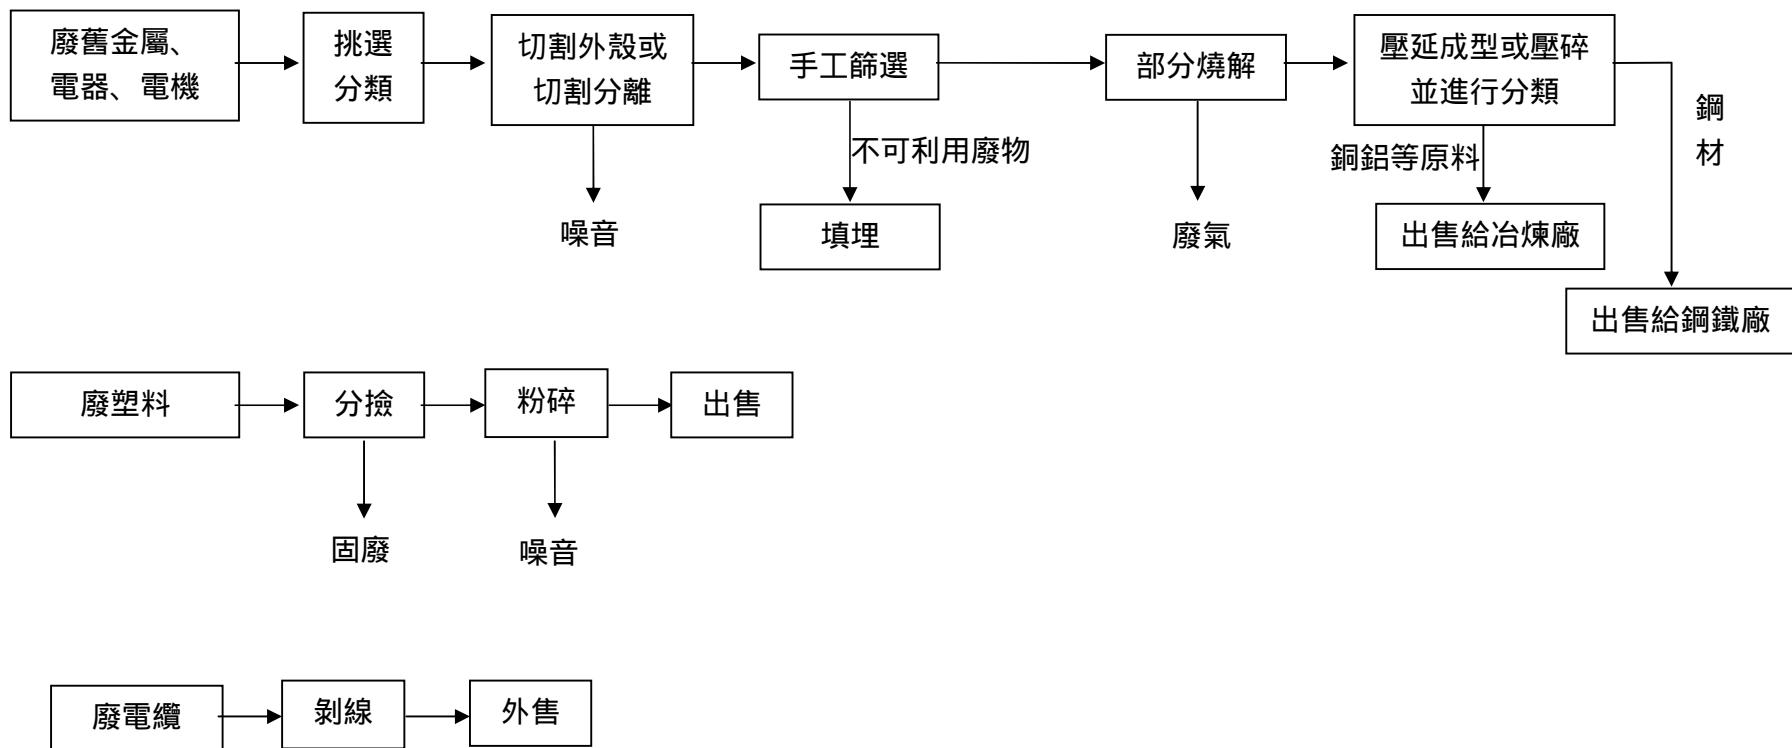 廢舊金屬、
電器、電機
挑選
分類
切割外殼或
切割分離
手工篩選
部分燒解
壓延成型或壓碎
並進行分類
鋼
材
不可利用廢物
銅鋁等原料
噪音
填埋
廢氣
出售給冶煉廠
出售給鋼鐵廠
廢塑料
分撿
粉碎
出售
固廢
噪音
廢電纜
剝線
外售